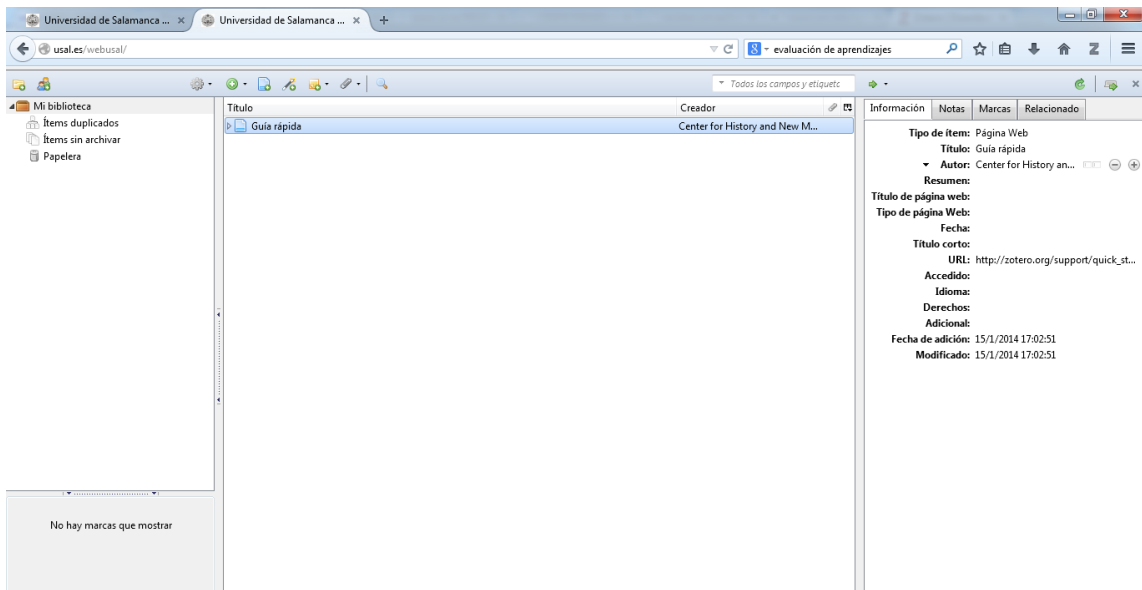 Universidad de Salamanca ... × Universidad de Salamanca ... × +
usal.es/webusal/ 8 evaluación de aprendizajes Z
Todos los campos y etiquetc
Mi biblioteca
Ítems duplicados
Ítems sin archivar
Papelera
No hay marcas que mostrar
Título Creador
Guía rápida Center for History and New M...
Información Notas Marcas Relacionado
Tipo de ítem: Página Web
Título: Guía rápida
Autor: Center for History an...
Resumen:
Título de página web:
Tipo de página Web:
Fecha:
Título corto:
URL: http://zotero.org/support/quick_st...
Accedido:
Idioma:
Derechos:
Adicional:
Fecha de adición: 15/1/2014 17:02:51
Modificado: 15/1/2014 17:02:51